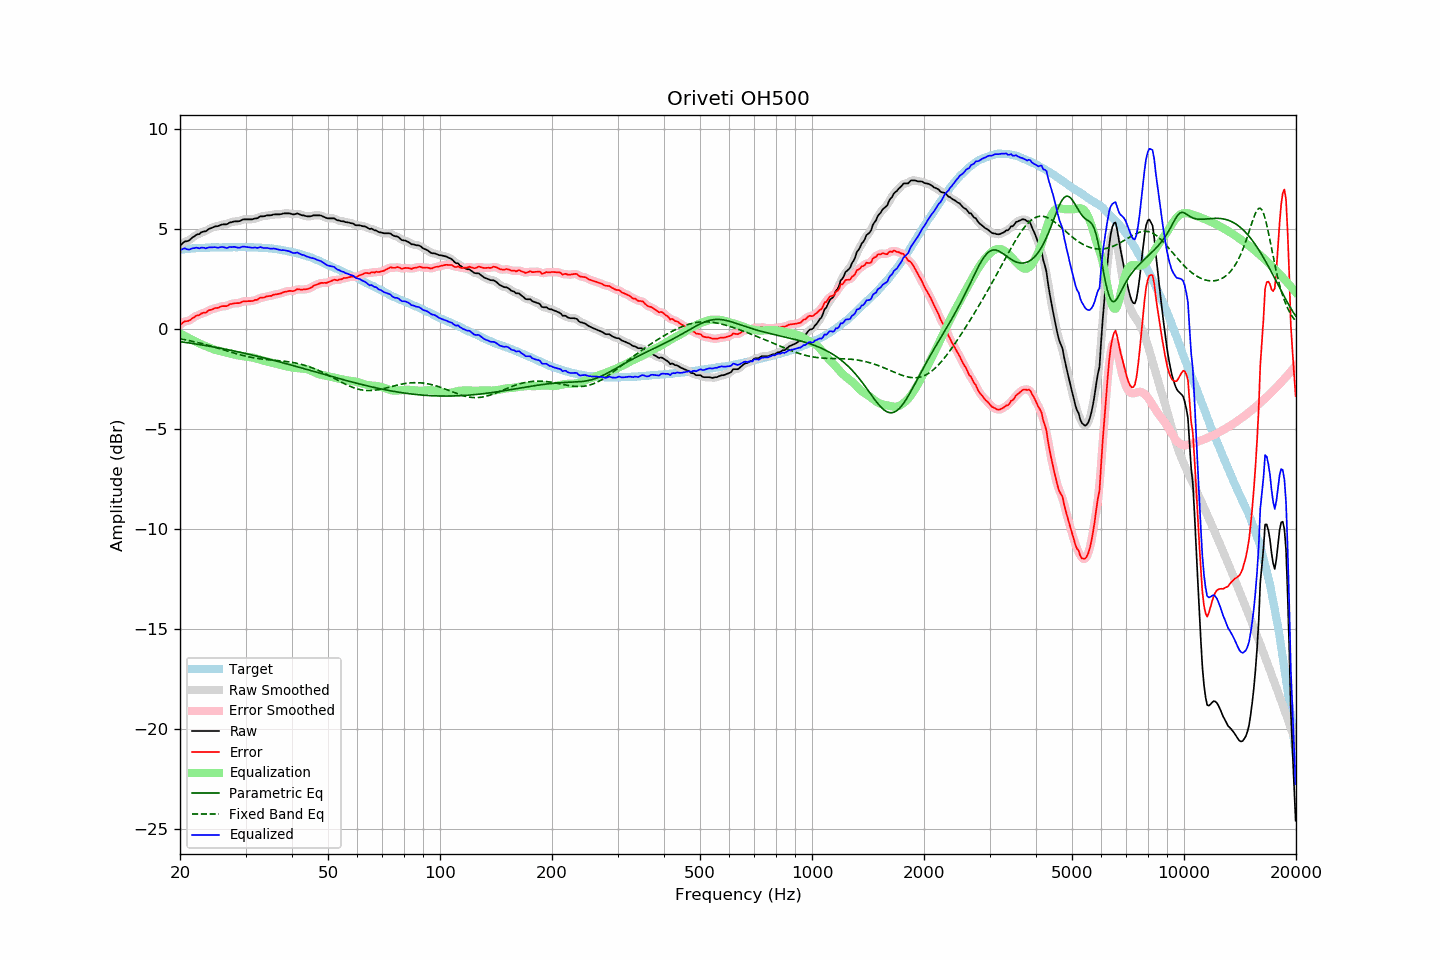 Oriveti OH500
10
5
0
−5
−10
−15
−20
−25
Amplitude (dBr)
Target
Raw Smoothed
Error Smoothed
Raw
Error
Equalization
Parametric Eq
Fixed Band Eq
Equalized
20 50 100 200 500 1000 2000 5000 10000 20000
Frequency (Hz)